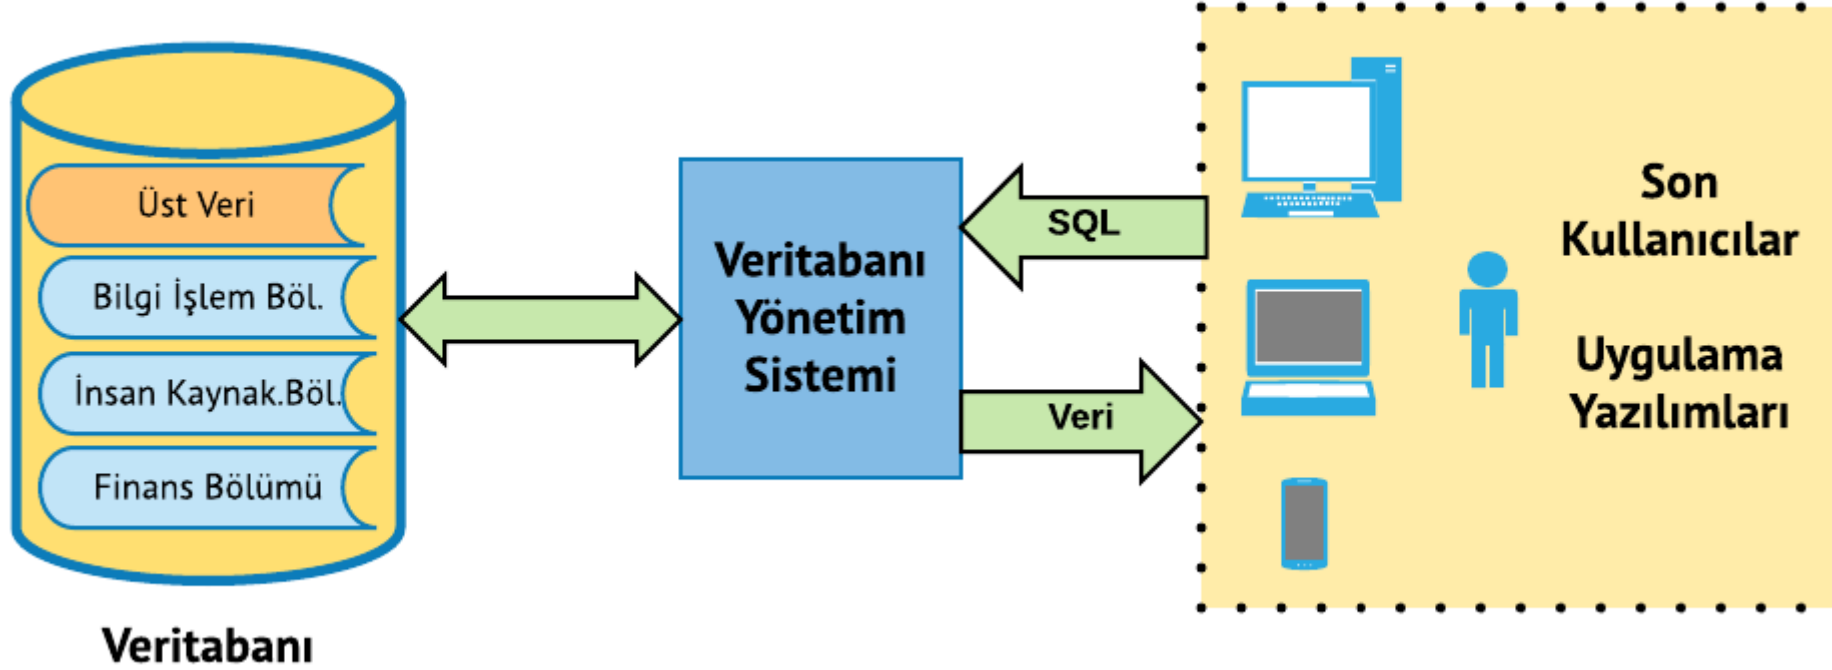 Üst Veri
Bilgi İşlem Böl.
İnsan Kaynak.Böl.
Finans Bölümü
Veritabanı
Veritabanı
Yönetim
Sistemi
SQL
Veri
Son
Kullanıcılar
Uygulama
Yazılımları